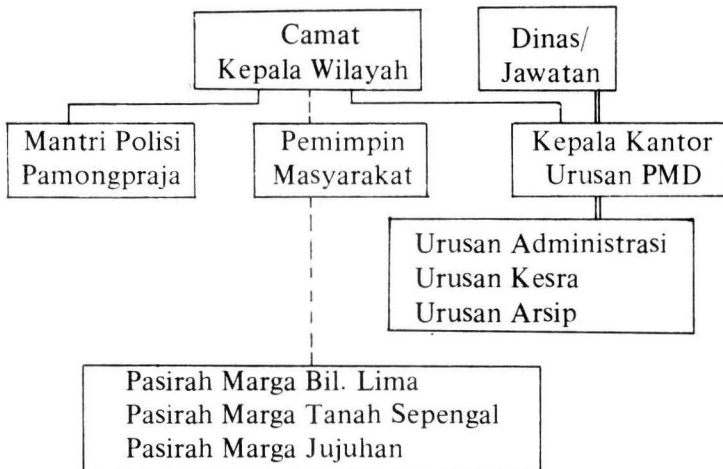 Camat
Kepala Wilayah
Dinas/
Jawatan
Mantri Polisi
Pamongpraja
Pemimpin
Masyarakat
Kepala Kantor
Urusan PMD
Urusan Administrasi
Urusan Kesra
Urusan Arsip
Pasirah Marga Bil. Lima
Pasirah Marga Tanah Sepengal
Pasirah Marga Jujuhan